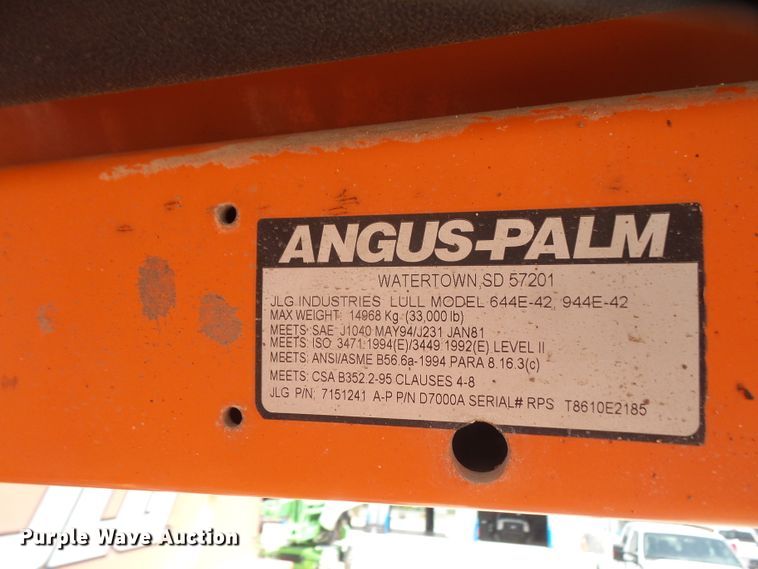 ANGUS-PALM
WATERTOWN, SD 57201
JLG INDUSTRIES LULL MODEL 644E-42, 944E-42
MAX WEIGHT: 14968 Kg. (33,000 lb)
MEETS: SAE J1040 MAY94/J231 JAN81
MEETS: ISO 3471:1994(E)/3449 1992(E) LEVEL II
MEETS: ANSI/ASME B56.6a-1994 PARA 8.16.3(c)
MEETS: CSA B352.2-95 CLAUSES 4-8
JLG P/N: 7151241 A-P P/N D7000A SERIAL# RPS T8610E2185
Purple Wave Auction